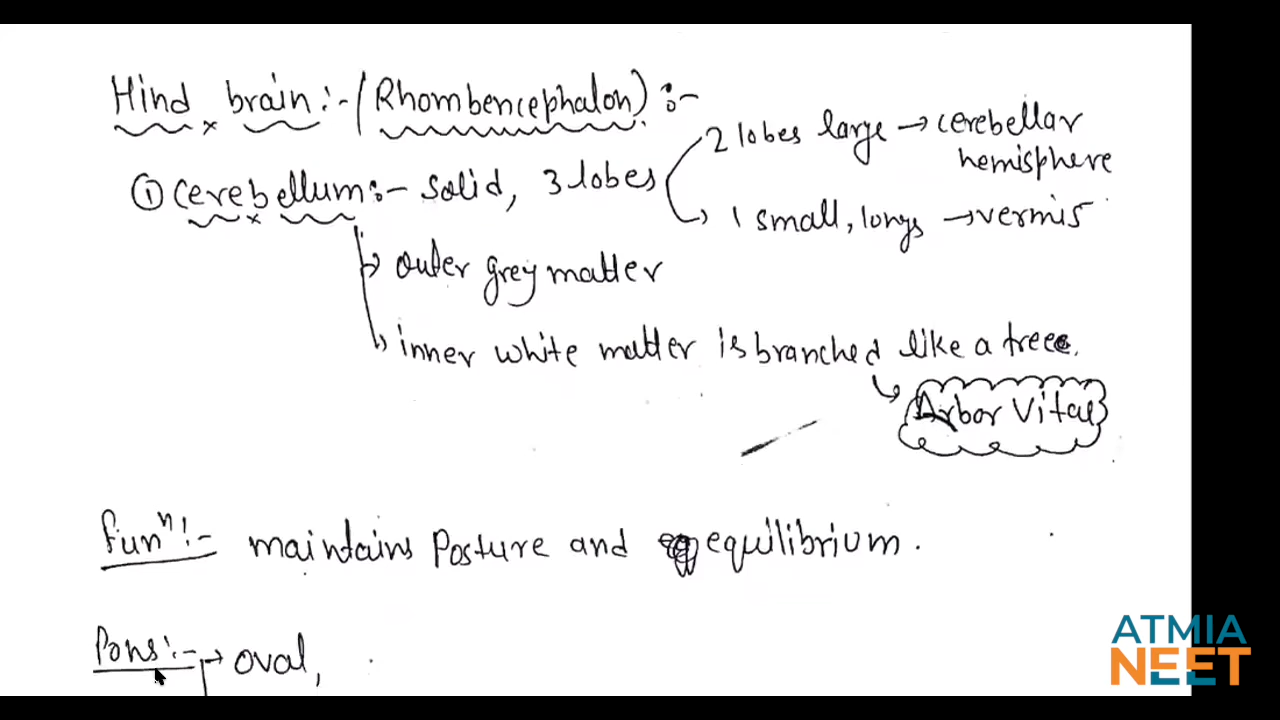 Hind brain :- (Rhombencephalon) :-
① Cerebellum :- solid, 3 lobes
2 lobes large → cerebellar
hemisphere
1 small, → vermis
outer grey matter
inner white matter is branched like a tree.
Arbor Vitae
Funⁿ :- maintains Posture and equilibrium.
Pons :- → oval,
ATMIA
NEET